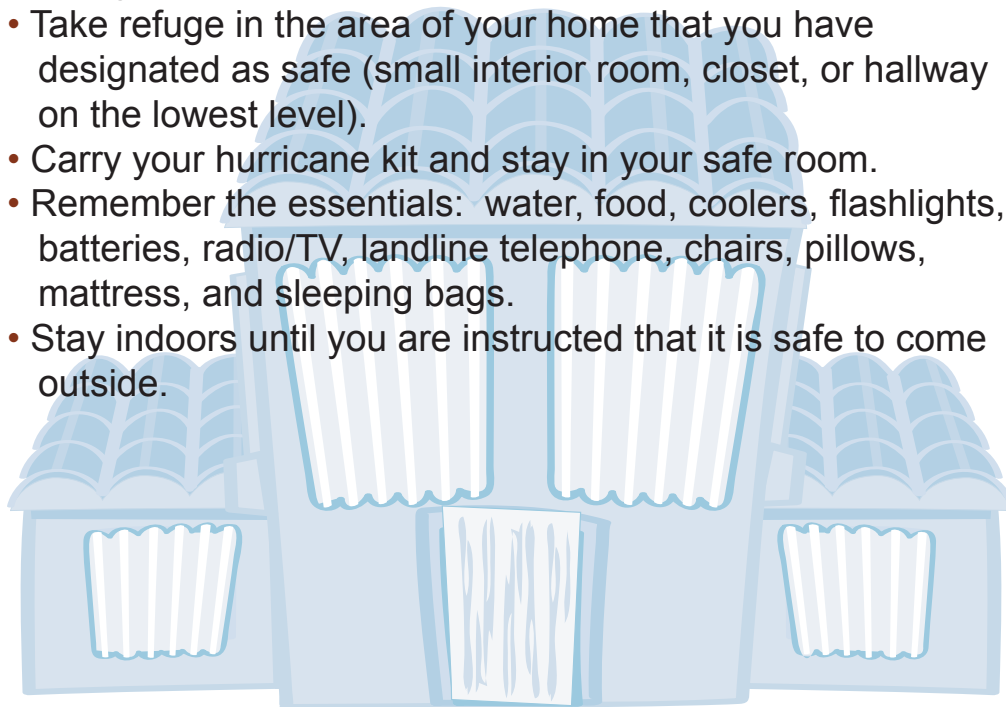 • Take refuge in the area of your home that you have
designated as safe (small interior room, closet, or hallway
on the lowest level).
• Carry your hurricane kit and stay in your safe room.
• Remember the essentials:  water, food, coolers, flashlights,
batteries, radio/TV, landline telephone, chairs, pillows,
mattress, and sleeping bags.
• Stay indoors until you are instructed that it is safe to come
outside.